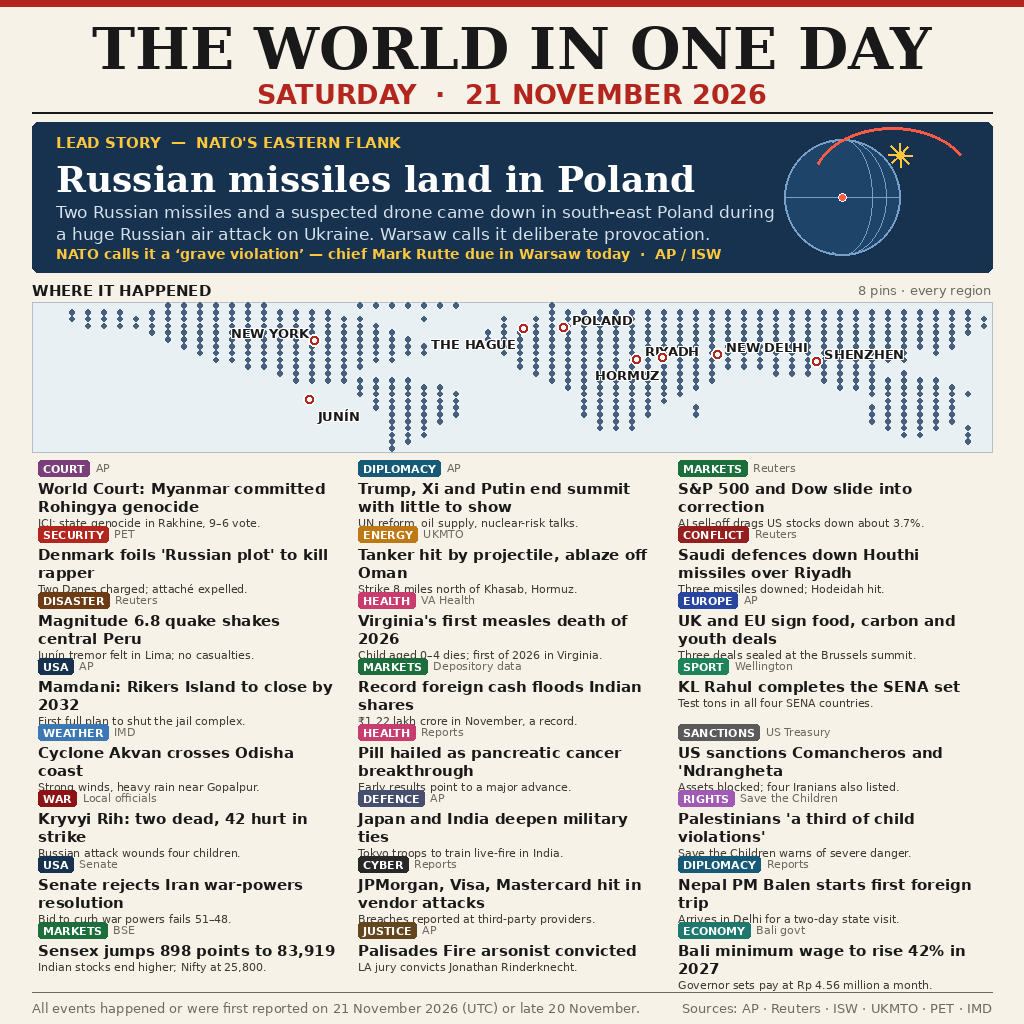 THE WORLD IN ONE DAY
SATURDAY · 21 NOVEMBER 2026
LEAD STORY — NATO'S EASTERN FLANK
Russian missiles land in Poland
Two Russian missiles and a suspected drone came down in south-east Poland during
a huge Russian air attack on Ukraine. Warsaw calls it deliberate provocation.
NATO calls it a ‘grave violation’ — chief Mark Rutte due in Warsaw today · AP / ISW
WHERE IT HAPPENED
8 pins · every region
NEW YORK
THE HAGUE
POLAND
RIYADH
HORMUZ
NEW DELHI
SHENZHEN
JUNÍN
COURT AP
World Court: Myanmar committed
Rohingya genocide
ICJ: state genocide in Rakhine, 9–6 vote.
DIPLOMACY AP
Trump, Xi and Putin end summit
with little to show
UN reform, oil supply, nuclear-risk talks.
MARKETS Reuters
S&P 500 and Dow slide into
correction
AI sell-off drags US stocks down about 3.7%.
SECURITY PET
Denmark foils 'Russian plot' to kill
rapper
Two Danes charged; attaché expelled.
ENERGY UKMTO
Tanker hit by projectile, ablaze off
Oman
Strike 8 miles north of Khasab, Hormuz.
CONFLICT Reuters
Saudi defences down Houthi
missiles over Riyadh
Three missiles downed; Hodeidah hit.
DISASTER Reuters
Magnitude 6.8 quake shakes
central Peru
Junín tremor felt in Lima; no casualties.
HEALTH VA Health
Virginia's first measles death of
2026
Child aged 0–4 dies; first of 2026 in Virginia.
EUROPE AP
UK and EU sign food, carbon and
youth deals
Three deals sealed at the Brussels summit.
USA AP
Mamdani: Rikers Island to close by
2032
First full plan to shut the jail complex.
MARKETS Depository data
Record foreign cash floods Indian
shares
₹1.22 lakh crore in November, a record.
SPORT Wellington
KL Rahul completes the SENA set
Test tons in all four SENA countries.
WEATHER IMD
Cyclone Akvan crosses Odisha
coast
Strong winds, heavy rain near Gopalpur.
HEALTH Reports
Pill hailed as pancreatic cancer
breakthrough
Early results point to a major advance.
SANCTIONS US Treasury
US sanctions Comancheros and
'Ndrangheta
Assets blocked; four Iranians also listed.
WAR Local officials
Kryvyi Rih: two dead, 42 hurt in
strike
Russian attack wounds four children.
DEFENCE AP
Japan and India deepen military
ties
Tokyo troops to train live-fire in India.
RIGHTS Save the Children
Palestinians 'a third of child
violations'
Save the Children warns of severe danger.
USA Senate
Senate rejects Iran war-powers
resolution
Bid to curb war powers fails 51–48.
CYBER Reports
JPMorgan, Visa, Mastercard hit in
vendor attacks
Breaches reported at third-party providers.
DIPLOMACY Reports
Nepal PM Balen starts first foreign
trip
Arrives in Delhi for a two-day state visit.
MARKETS BSE
Sensex jumps 898 points to 83,919
Indian stocks end higher; Nifty at 25,800.
JUSTICE AP
Palisades Fire arsonist convicted
LA jury convicts Jonathan Rinderknecht.
ECONOMY Bali govt
Bali minimum wage to rise 42% in
2027
Governor sets pay at Rp 4.56 million a month.
All events happened or were first reported on 21 November 2026 (UTC) or late 20 November.
Sources: AP · Reuters · ISW · UKMTO · PET · IMD